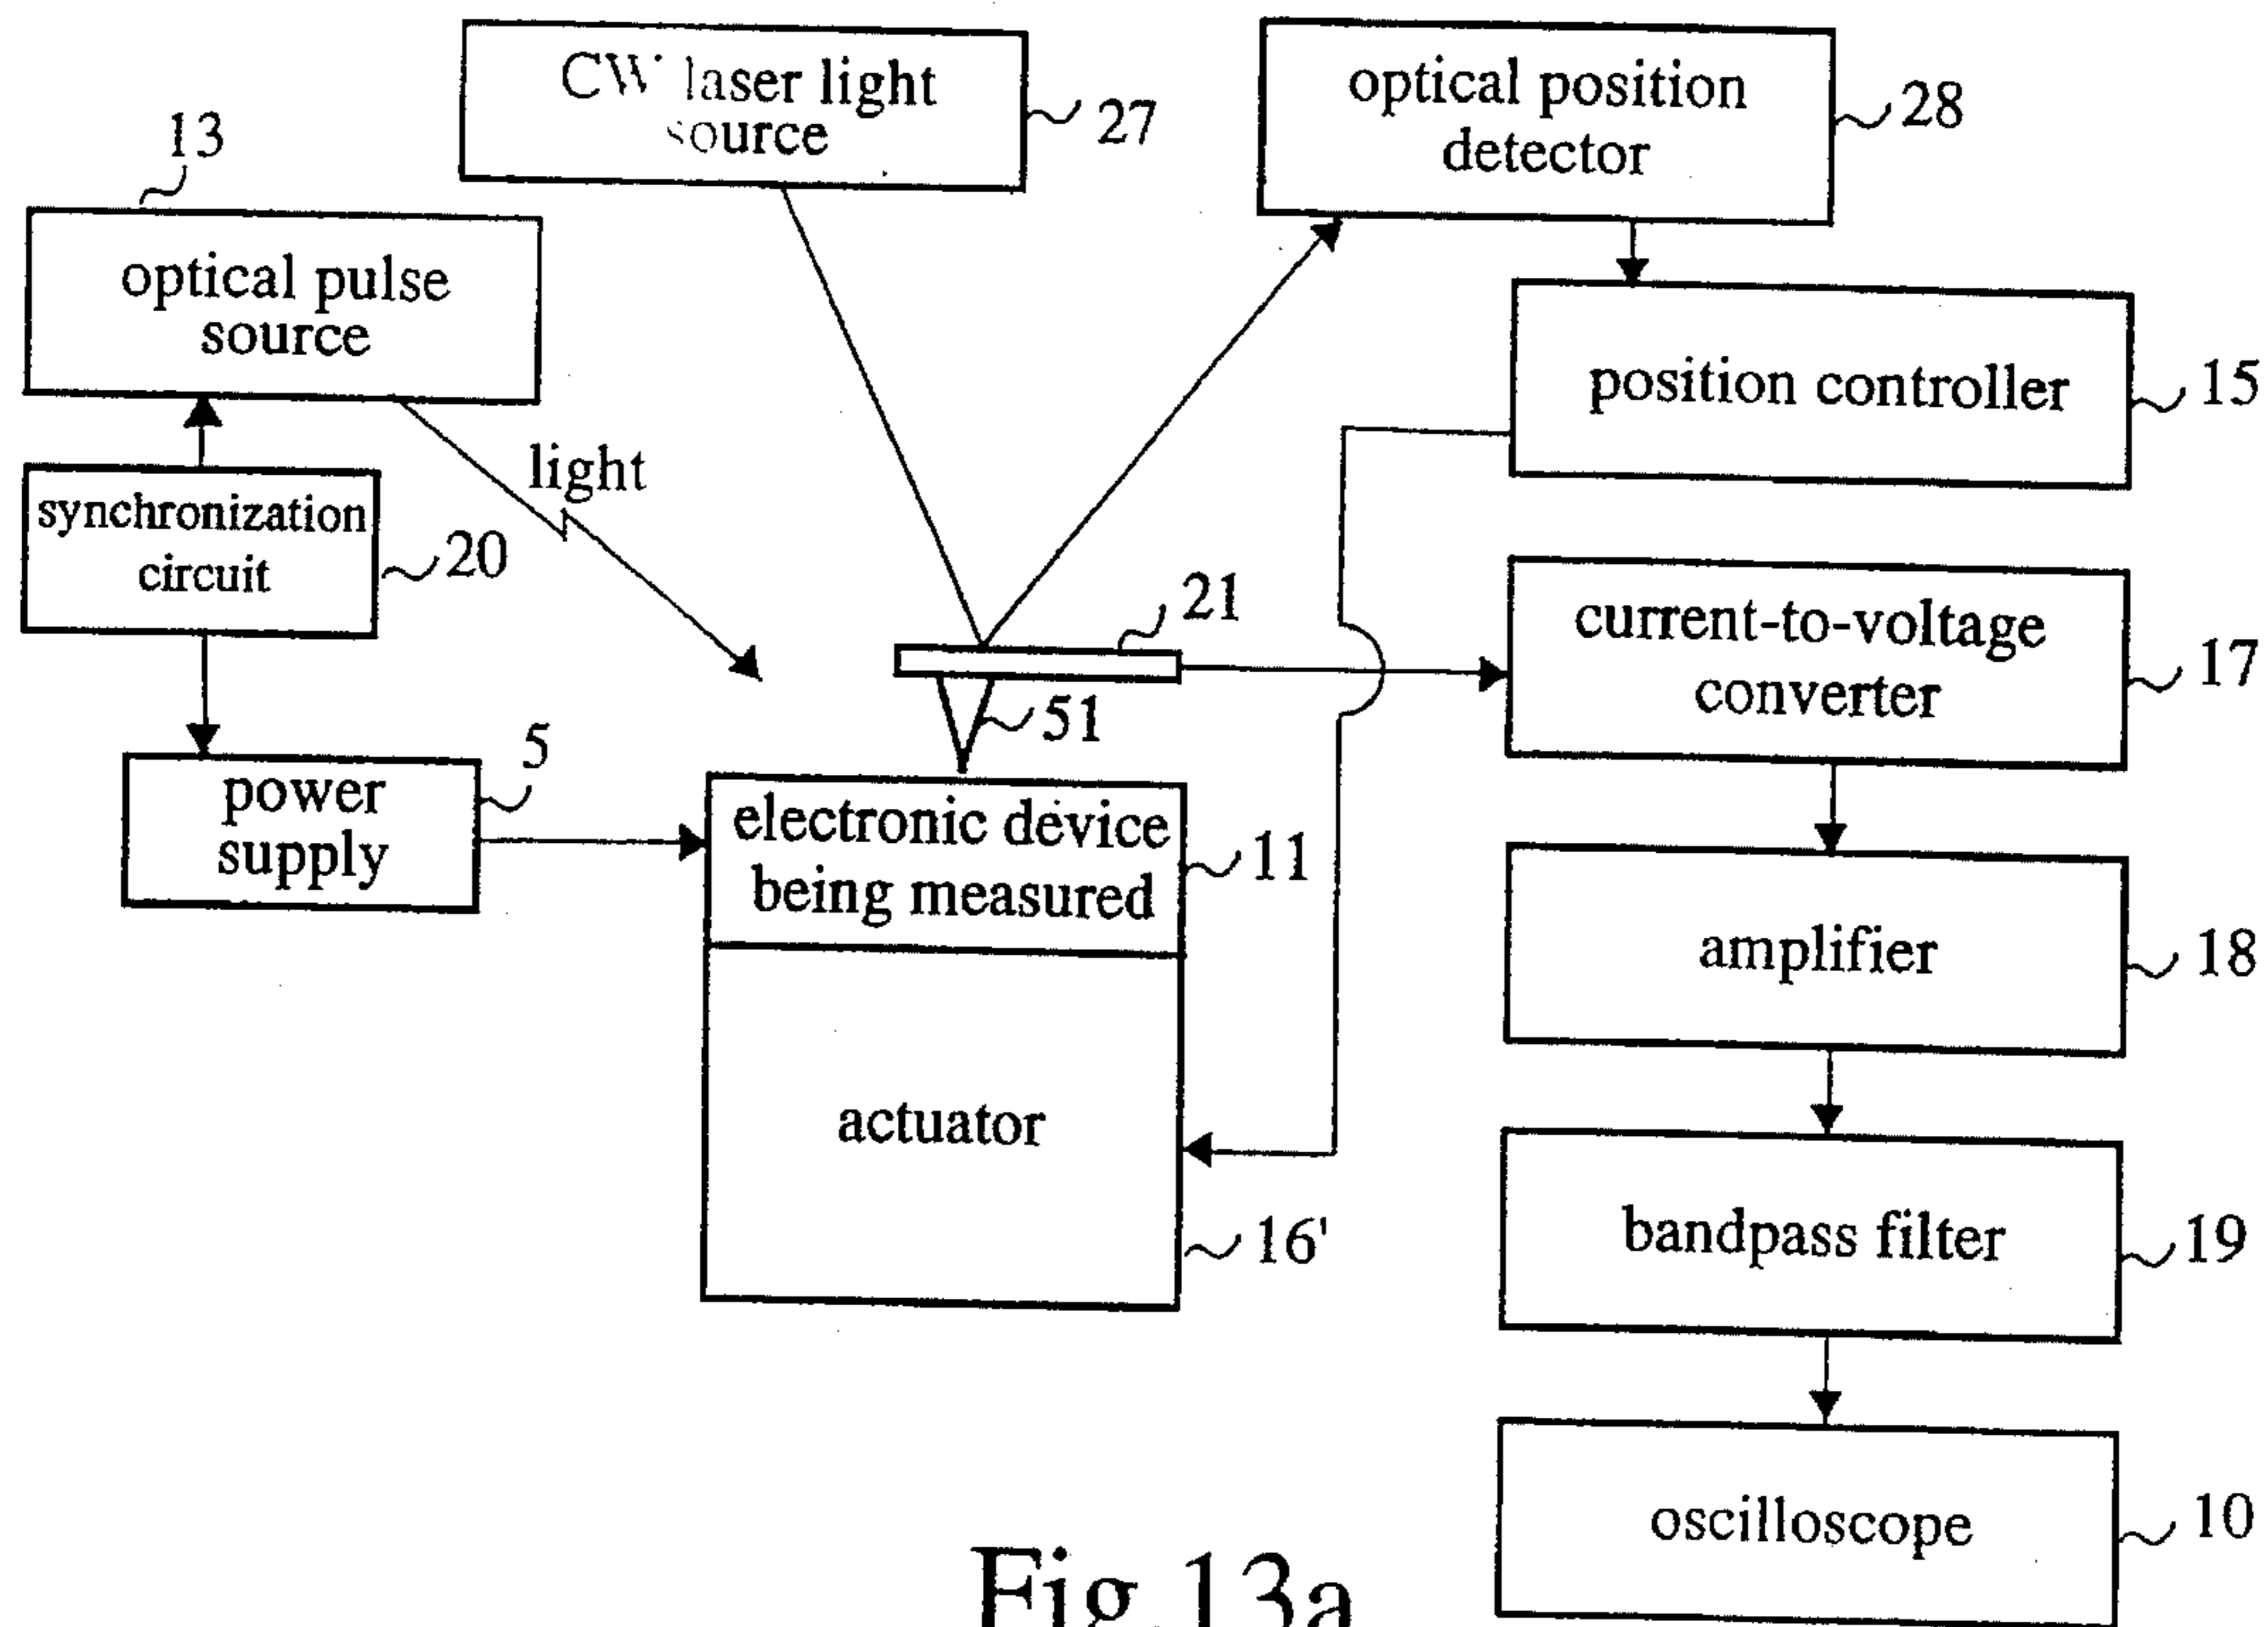 CW laser light
source
27
optical position
detector
28
13
optical pulse
source
position controller
15
light
synchronization
circuit
20
21
current-to-voltage
converter
17
51
power
supply
5
electronic device
being measured
11
amplifier
18
actuator
16'
bandpass filter
19
oscilloscope
10
Fig.13a